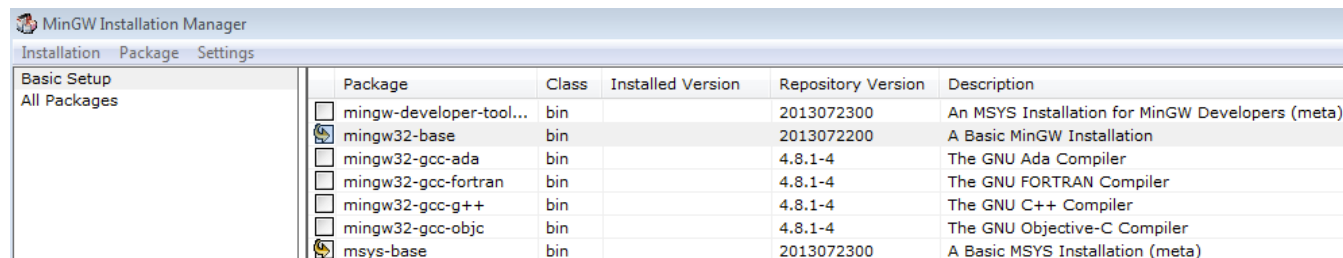 MinGW Installation Manager
Installation Package Settings
Basic Setup
All Packages
Package Class Installed Version Repository Version Description
mingw-developer-tool... bin 2013072300 An MSYS Installation for MinGW Developers (meta)
mingw32-base bin 2013072200 A Basic MinGW Installation
mingw32-gcc-ada bin 4.8.1-4 The GNU Ada Compiler
mingw32-gcc-fortran bin 4.8.1-4 The GNU FORTRAN Compiler
mingw32-gcc-g++ bin 4.8.1-4 The GNU C++ Compiler
mingw32-gcc-objc bin 4.8.1-4 The GNU Objective-C Compiler
msys-base bin 2013072300 A Basic MSYS Installation (meta)